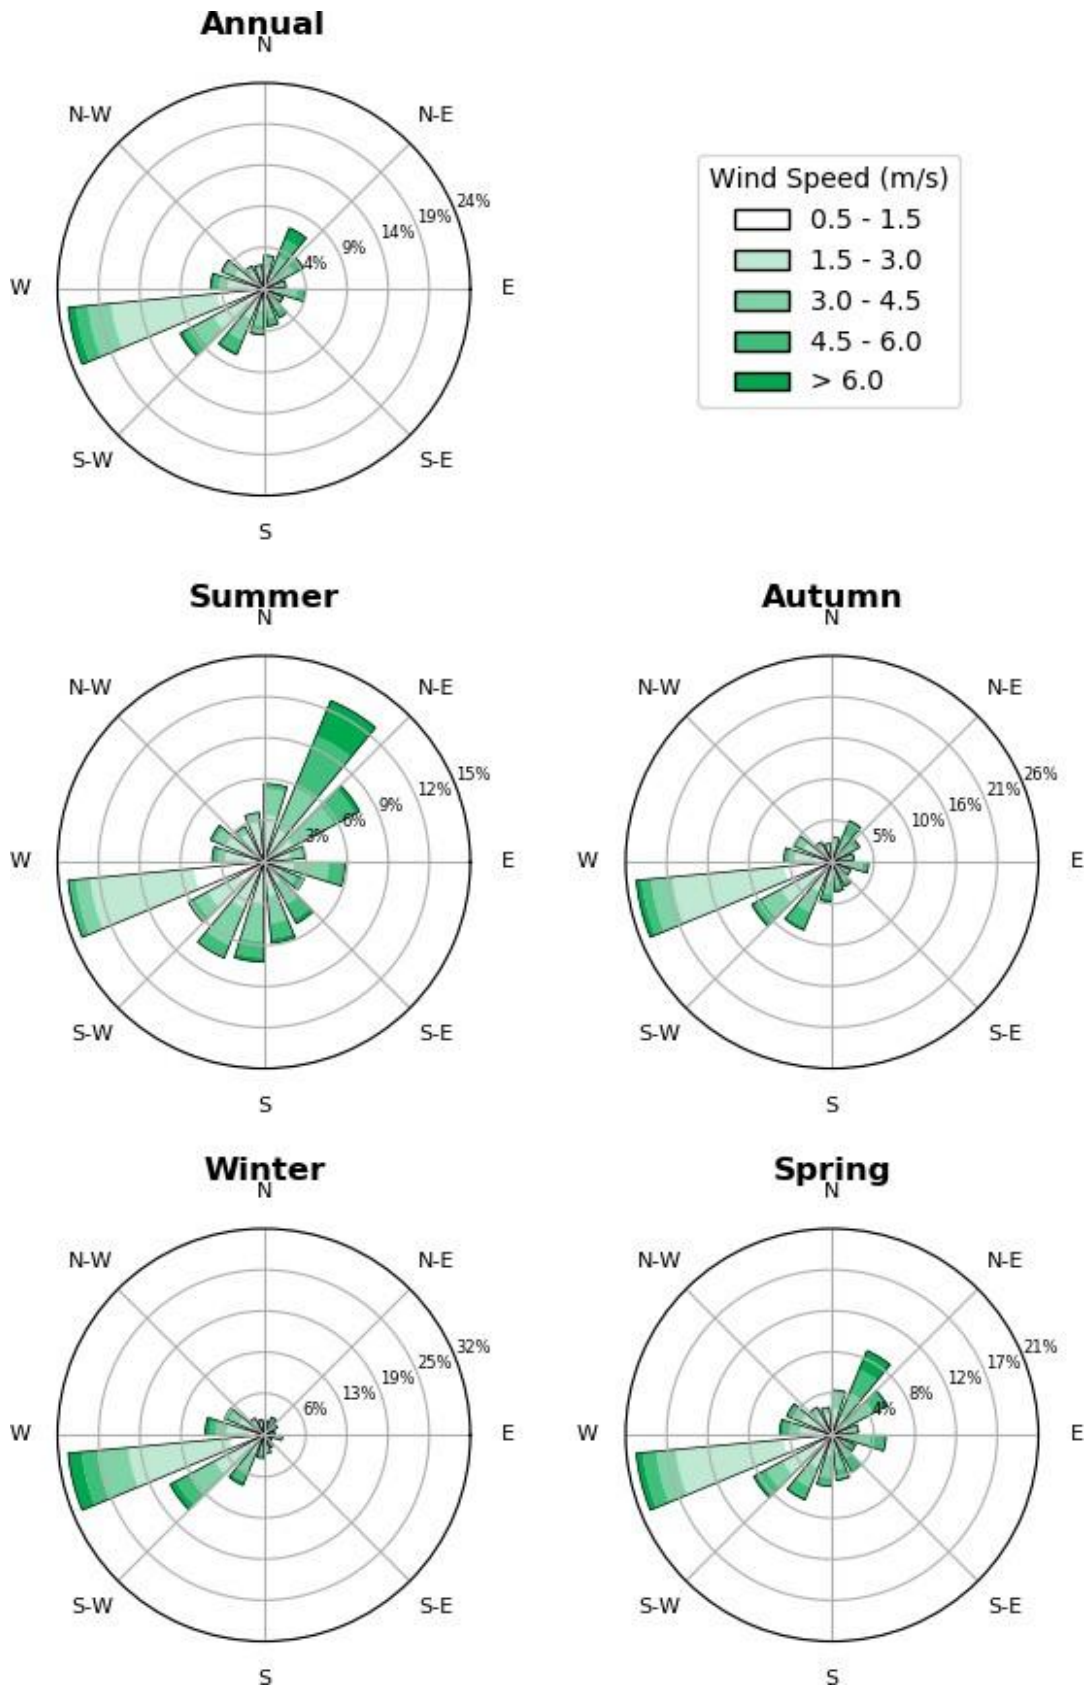 Annual
N
N-W
N-E
24%
19%
14%
9%
4%
W
E
S-W
S-E
S
Wind Speed (m/s)
0.5 - 1.5
1.5 - 3.0
3.0 - 4.5
4.5 - 6.0
> 6.0
Summer
N
N-W
N-E
15%
12%
9%
6%
3%
W
E
S-W
S-E
S
Autumn
N
N-W
N-E
26%
21%
16%
10%
5%
W
E
S-W
S-E
S
Winter
N
N-W
N-E
32%
25%
19%
13%
6%
W
E
S-W
S-E
S
Spring
N
N-W
N-E
21%
17%
12%
8%
4%
W
E
S-W
S-E
S